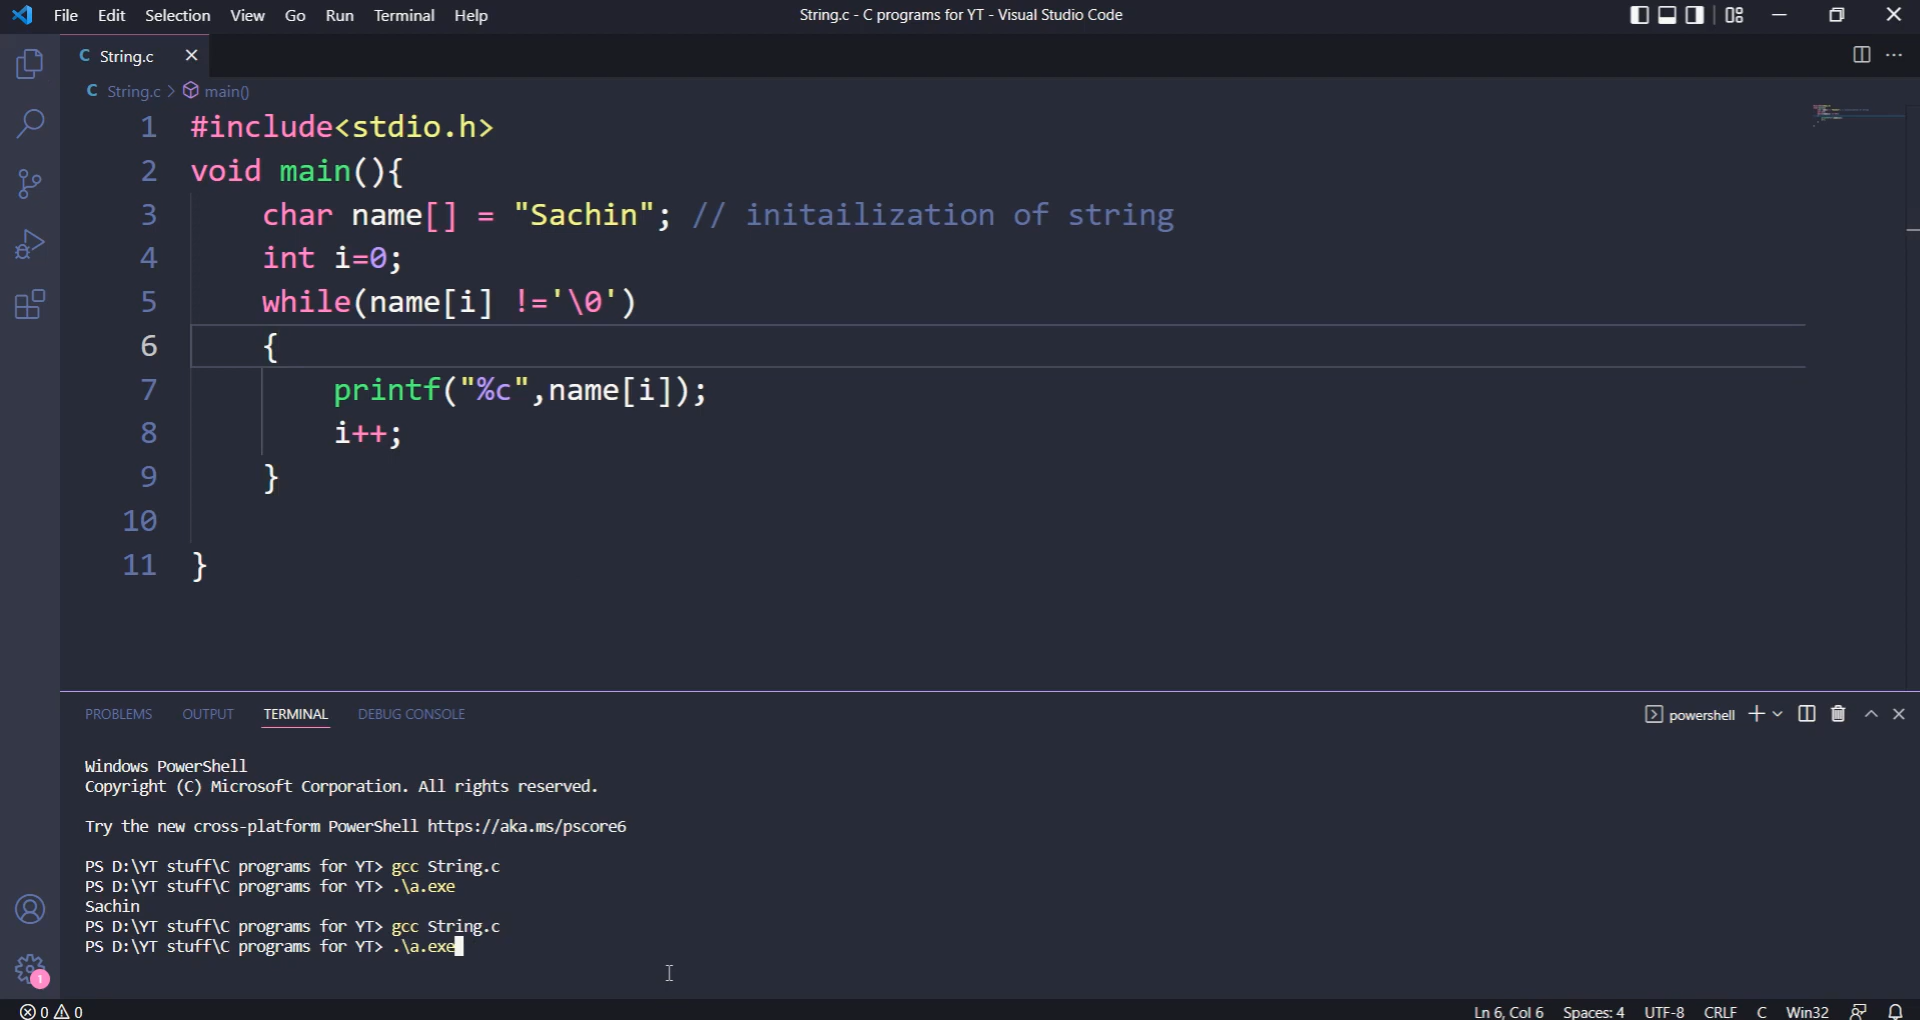 File Edit Selection View Go Run Terminal Help
String.c - C programs for YT - Visual Studio Code
C String.c
C String.c > main()
1 #include<stdio.h>
2 void main(){
3 char name[] = "Sachin"; // initailization of string
4 int i=0;
5 while(name[i] !='\0')
6 {
7 printf("%c",name[i]);
8 i++;
9 }
10
11 }
PROBLEMS OUTPUT TERMINAL DEBUG CONSOLE
powershell
Windows PowerShell
Copyright (C) Microsoft Corporation. All rights reserved.
Try the new cross-platform PowerShell https://aka.ms/pscore6
PS D:\YT stuff\C programs for YT> gcc String.c
PS D:\YT stuff\C programs for YT> .\a.exe
Sachin
PS D:\YT stuff\C programs for YT> gcc String.c
PS D:\YT stuff\C programs for YT> .\a.exe
1
0 0
Ln 6, Col 6 Spaces: 4 UTF-8 CRLF C Win32